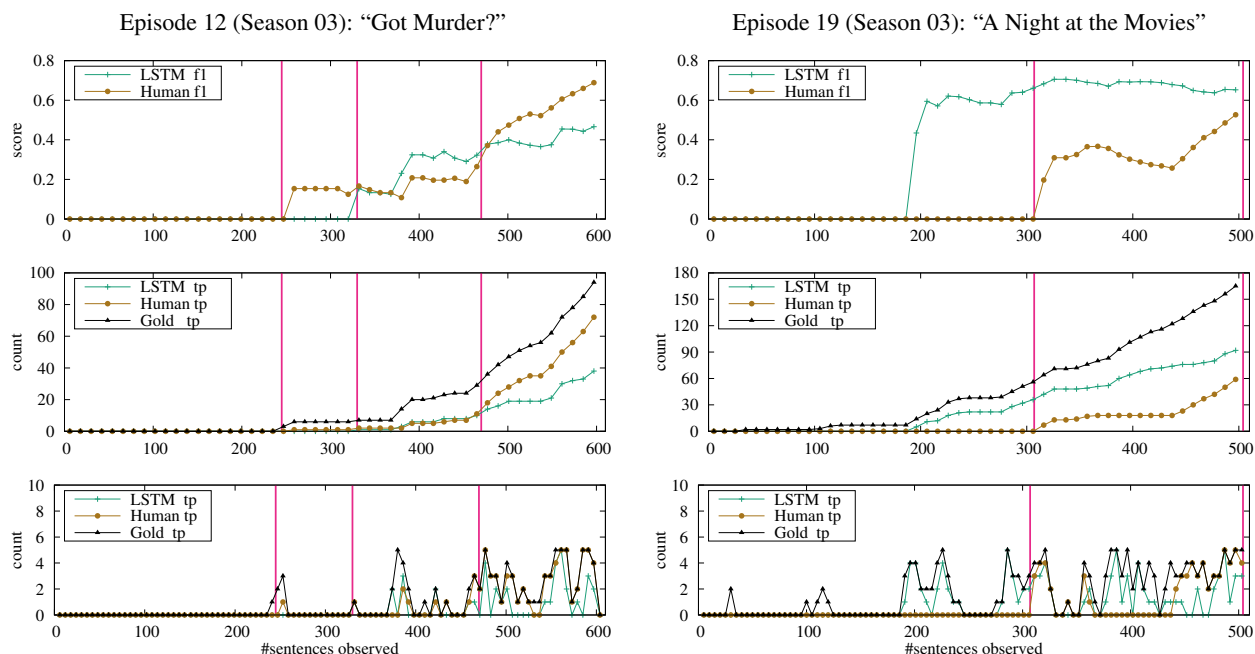 Episode 12 (Season 03): “Got Murder?”
0.8
0.6
0.4
0.2
0
score
LSTM f1
Human f1
0 100 200 300 400 500 600
100
80
60
40
20
0
count
LSTM tp
Human tp
Gold tp
0 100 200 300 400 500 600
10
8
6
4
2
0
count
LSTM tp
Human tp
Gold tp
0 100 200 300 400 500 600
#sentences observed
Episode 19 (Season 03): “A Night at the Movies”
0.8
0.6
0.4
0.2
0
score
LSTM f1
Human f1
0 100 200 300 400 500
180
150
120
90
60
30
0
count
LSTM tp
Human tp
Gold tp
0 100 200 300 400 500
10
8
6
4
2
0
count
LSTM tp
Human tp
Gold tp
0 100 200 300 400 500
#sentences observed